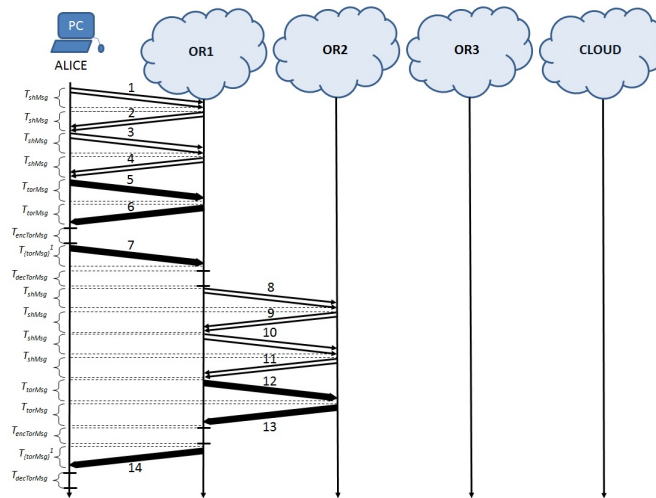 PC
OR1
OR2
OR3
CLOUD
ALICE
TshMsg
1
TshMsg
2
TshMsg
3
TshMsg
4
TtorMsg
5
TtorMsg
6
TencTorMsg
T{torMsg}1
7
TdecTorMsg
TshMsg
8
TshMsg
9
TshMsg
10
TshMsg
11
TtorMsg
12
TtorMsg
13
TencTorMsg
T{torMsg}1
14
TdecTorMsg